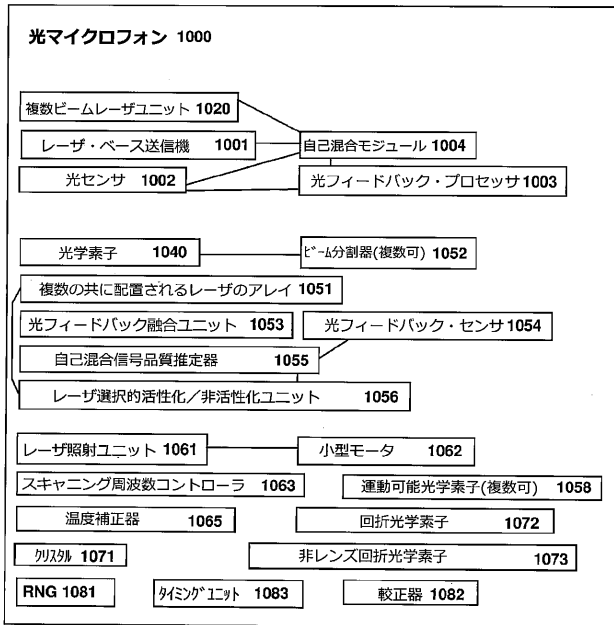 光マイクロフォン 1000
複数ビームレーザユニット 1020
レーザ・ベース送信機 1001
自己混合モジュール 1004
光センサ 1002
光フィードバック・プロセッサ 1003
光学素子 1040
ビーム分割器(複数可) 1052
複数の共に配置されるレーザのアレイ 1051
光フィードバック融合ユニット 1053
光フィードバック・センサ 1054
自己混合信号品質推定器 1055
レーザ選択的活性化/非活性化ユニット 1056
レーザ照射ユニット 1061
小型モータ 1062
スキャニング周波数コントローラ 1063
運動可能光学素子(複数可) 1058
温度補正器 1065
回折光学素子 1072
クリスタル 1071
非レンズ回折光学素子 1073
RNG 1081
タイミングユニット 1083
較正器 1082